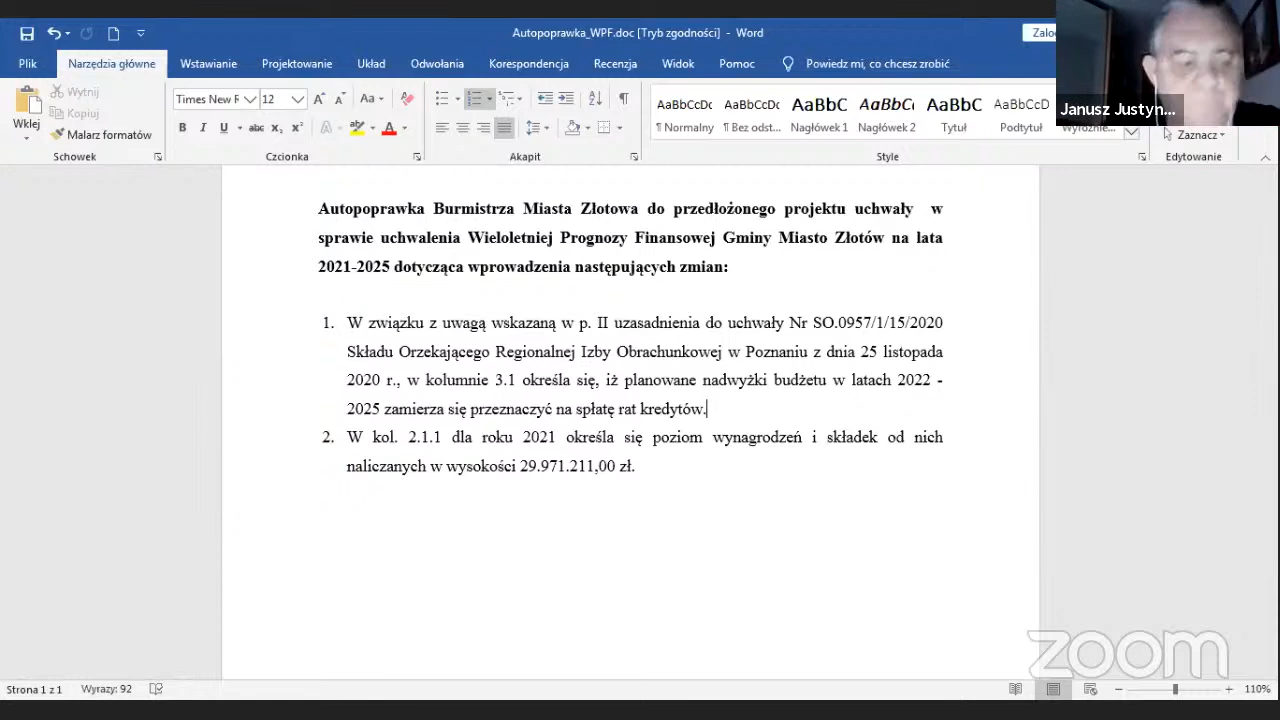 Autopoprawka_WPF.doc [Tryb zgodności] - Word
Plik Narzędzia główne Wstawianie Projektowanie Układ Odwołania Korespondencja Recenzja Widok Pomoc Powiedz mi, co chcesz zrobić
Wklej
Wytnij
Kopiuj
Malarz formatów
Schowek
Times New R 12
Czcionka
Akapit
AaBbCcDc AaBbCcDc AaBbC AaBbCı AaBbC AaBbCcD
¶ Normalny ¶ Bez odst... Nagłówek 1 Nagłówek 2 Tytuł Podtytuł
Style
Janusz Justyn...
Zaznacz
Edytowanie
Autopoprawka Burmistrza Miasta Złotowa do przedłożonego projektu uchwały w
sprawie uchwalenia Wieloletniej Prognozy Finansowej Gminy Miasto Złotów na lata
2021-2025 dotycząca wprowadzenia następujących zmian:
1. W związku z uwagą wskazaną w p. II uzasadnienia do uchwały Nr SO.0957/1/15/2020
Składu Orzekającego Regionalnej Izby Obrachunkowej w Poznaniu z dnia 25 listopada
2020 r., w kolumnie 3.1 określa się, iż planowane nadwyżki budżetu w latach 2022 -
2025 zamierza się przeznaczyć na spłatę rat kredytów.
2. W kol. 2.1.1 dla roku 2021 określa się poziom wynagrodzeń i składek od nich
naliczanych w wysokości 29.971.211,00 zł.
zoom
Strona 1 z 1 Wyrazy: 92 110%